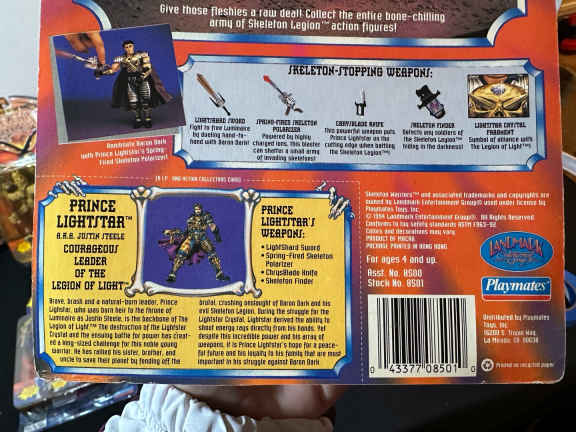 Give those fleshies a raw deal! Collect the entire bone-chilling
army of Skeleton Legion™ action figures!
SKELETON-STOPPING WEAPONS:
LIGHTSHARD SWORD
Fight to free Luminaire
by dueling hand-to-
hand with Baron Dark!
SPRING-FIRED SKELETON
POLARIZER
Powered by highly
charged ions, this blaster
can shatter a small army
of invading skeletons!
CHRYSBLADE KNIFE
This powerful weapon puts
Prince Lightstar on the
cutting edge when battling
the Skeleton Legion!
SKELETON FINDER
Detects any soldiers of
the Skeleton Legion™
hiding in the darkness!
LIGHTSTAR CRYSTAL
FRAGMENT
Symbol of alliance with
The Legion of Light™!
Annihilate Baron Dark
with Prince Lightstar's Spring-
Fired Skeleton Polarizer!
COLLECTORS CARD
PRINCE
LIGHTSTAR™
A.K.A. JUSTIN STEELE
COURAGEOUS
LEADER
OF THE
LEGION OF LIGHT™
PRINCE
LIGHTSTAR'S
WEAPONS:
• LightShard Sword
• Spring-Fired Skeleton
Polarizer
• ChrysBlade Knife
• Skeleton Finder
Brave, brash and a natural-born leader, Prince
Lightstar, who was born heir to the throne of
Luminaire as Justin Steele, is the backbone of The
Legion of Light™! The destruction of the Lightstar
Crystal and the ensuing battle for power has creat-
ed a king-sized challenge for this noble young
warrior. He has rallied his sister, brother, and
uncle to save their planet by fending off the
brutal, crushing onslaught of Baron Dark and his
evil Skeleton Legion. During the struggle for the
Lightstar Crystal, Lightstar derived the ability to
shoot energy rays directly from his hands. Yet
despite this incredible power and his array of
weapons, it is Prince Lightstar's hope for a peace-
ful future and his loyalty to his family that are most
important in his struggle against Baron Dark.
Skeleton Warriors™ and associated trademarks and copyrights are
owned by Landmark Entertainment Group® used under license by
Playmates Toys, Inc.
© 1994 Landmark Entertainment Group®. All Rights Reserved.
Conforms to toy safety standards ASTM F963-92.
Colors and decorations may vary.
PRODUCT OF MACAU.
PACKAGE PRINTED IN HONG KONG
For ages 4 and up.
Asst. No. 8500
Stock No. 8501
LANDMARK
Playmates
0 43377 08501 0
Distributed by Playmates
Toys, Inc.
16200 S. Trojan Way,
La Mirada, CA 90638
Printed on recycled paper